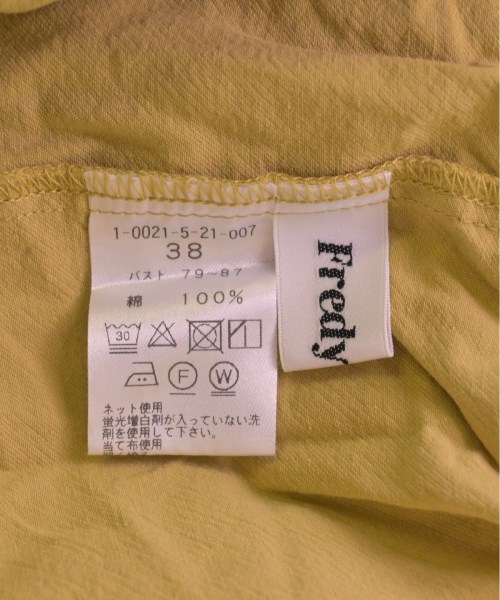 1-0021-5-21-007
38
バスト 79~87
綿 100%
30
F W
ネット使用
蛍光増白剤が入っていない洗
剤を使用して下さい。
当て布使用
Fredy